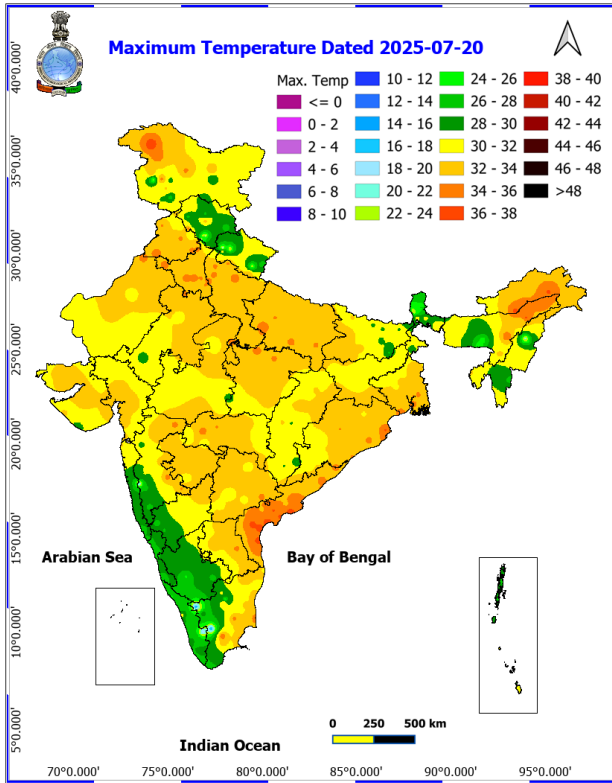 Maximum Temperature Dated 2025-07-20
Max. Temp
<= 0
0 - 2
2 - 4
4 - 6
6 - 8
8 - 10
10 - 12
12 - 14
14 - 16
16 - 18
18 - 20
20 - 22
22 - 24
24 - 26
26 - 28
28 - 30
30 - 32
32 - 34
34 - 36
36 - 38
38 - 40
40 - 42
42 - 44
44 - 46
46 - 48
>48
40°0.000'
35°0.000'
30°0.000'
25°0.000'
20°0.000'
15°0.000'
10°0.000'
5°0.000'
Arabian Sea
Bay of Bengal
Indian Ocean
0 250 500 km
70°0.000' 75°0.000' 80°0.000' 85°0.000' 90°0.000' 95°0.000'